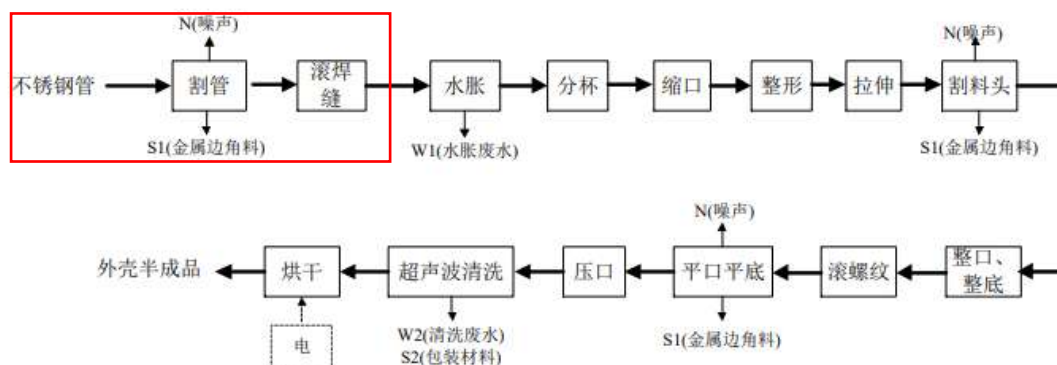 N(噪声)
N(噪声)
不锈钢管
割管
滚焊
缝
水胀
分杯
缩口
整形
拉伸
割料头
S1(金属边角料)
W1(水胀废水)
S1(金属边角料)
N(噪声)
外壳半成品
烘干
超声波清洗
压口
平口平底
滚螺纹
整口、
整底
电
W2(清洗废水)
S2(包装材料)
S1(金属边角料)